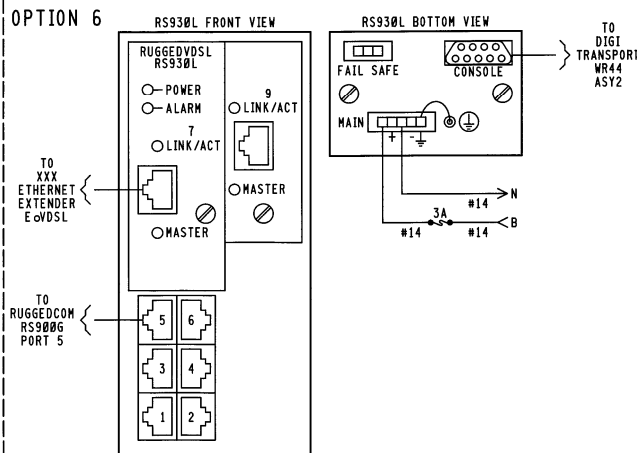 OPTION 6
RS930L FRONT VIEW
RUGGEDVDSL
RS930L
POWER
ALARM
7
LINK/ACT
MASTER
9
LINK/ACT
MASTER
TO
XXX
ETHERNET
EXTENDER
EoVDSL
TO
RUGGEDCOM
RS900G
PORT 5
5 6
3 4
1 2
RS930L BOTTOM VIEW
FAIL SAFE
CONSOLE
MAIN
+ -
TO
DIGI
TRANSPORT
WR44
ASY2
N
#14
3A
B
#14 #14